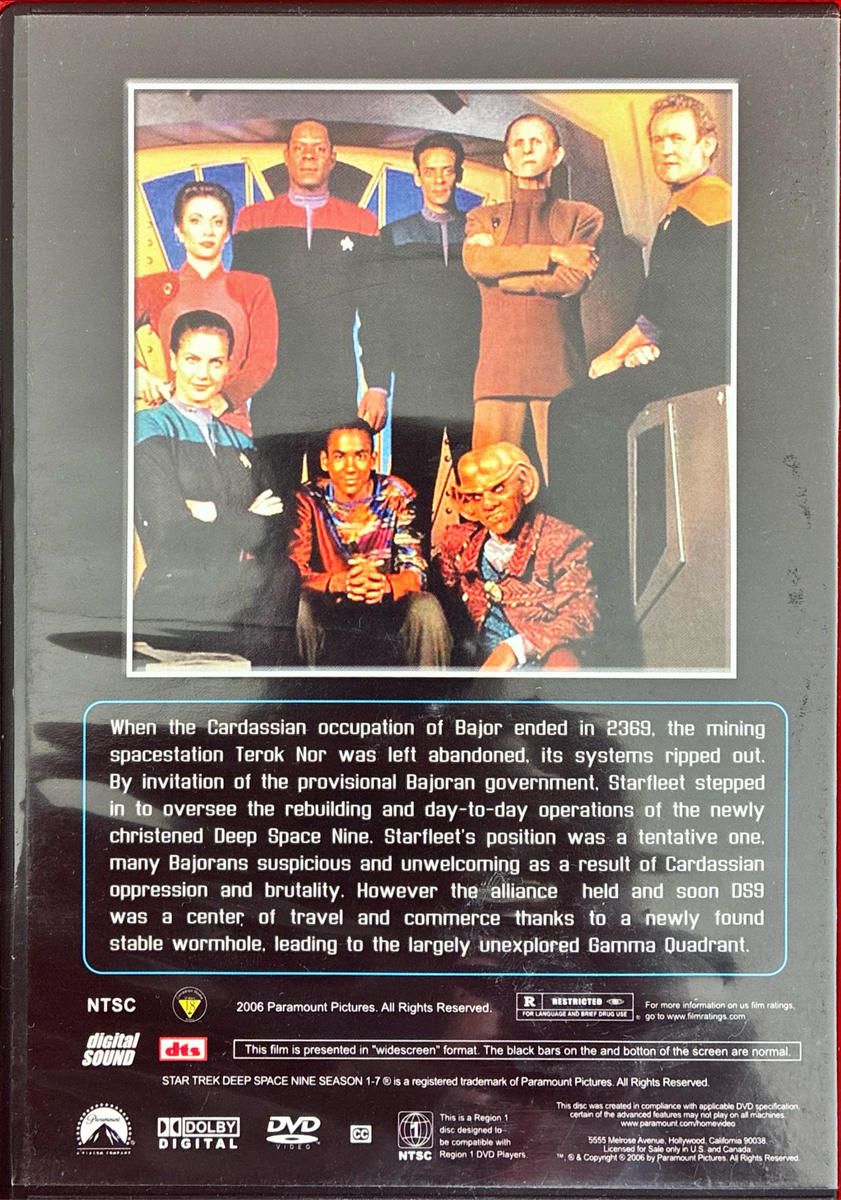 When the Cardassian occupation of Bajor ended in 2369, the mining
spacestation Terok Nor was left abandoned, its systems ripped out.
By invitation of the provisional Bajoran government, Starfleet stepped
in to oversee the rebuilding and day-to-day operations of the newly
christened Deep Space Nine. Starfleet's position was a tentative one,
many Bajorans suspicious and unwelcoming as a result of Cardassian
oppression and brutality. However the alliance held and soon DS9
was a center of travel and commerce thanks to a newly found
stable wormhole, leading to the largely unexplored Gamma Quadrant.
NTSC
18
2006 Paramount Pictures. All Rights Reserved.
R RESTRICTED
FOR LANGUAGE AND BRIEF DRUG USE
®
For more information on us film ratings,
go to www.filmratings.com
digital
SOUND
dts
This film is presented in "widescreen" format. The black bars on the and botton of the screen are normal.
STAR TREK DEEP SPACE NINE SEASON 1-7 ® is a registered trademark of Paramount Pictures. All Rights Reserved.
Paramount
A VIACOM COMPANY
DOLBY
DIGITAL
DVD
VIDEO
CC
1
NTSC
This is a Region 1
disc designed to
be compatible with
Region 1 DVD Players.
This disc was created in compliance with applicable DVD specification,
certain of the advanced features may not play on all machines.
www.paramount.com/homevideo
5555 Melrose Avenue, Hollywood, California 90038.
Licensed for Sale only in U.S. and Canada.
™, ® & Copyright © 2006 by Paramount Pictures. All Rights Reserved.